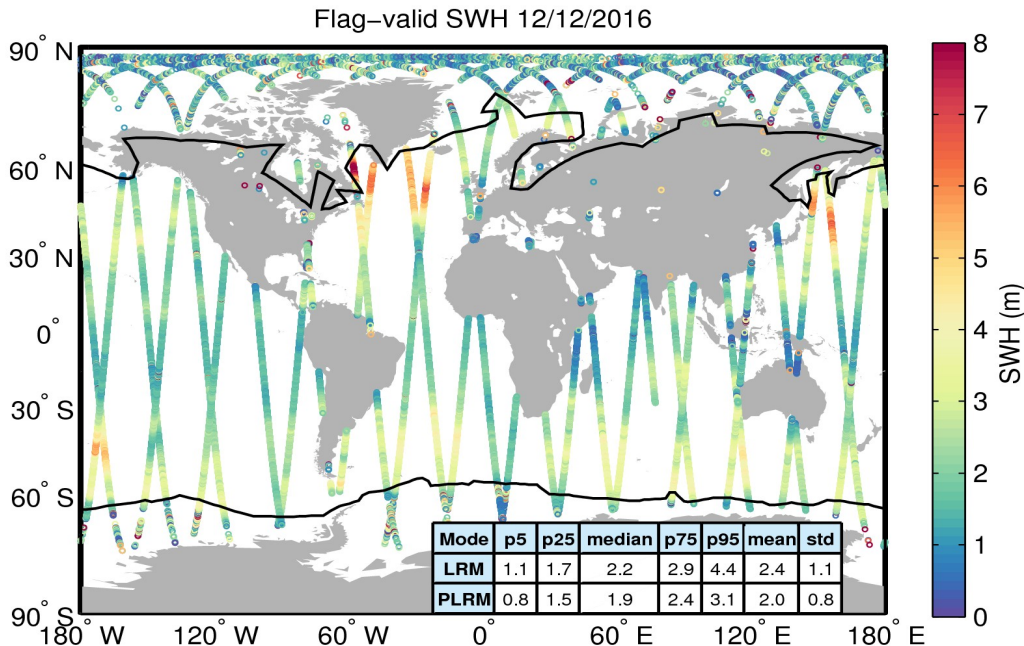 Flag−valid SWH 12/12/2016
90° N
60° N
30° N
0°
30° S
60° S
90° S
180° W
120° W
60° W
0°
60° E
120° E
180° E
Mode p5 p25 median p75 p95 mean std
LRM 1.1 1.7 2.2 2.9 4.4 2.4 1.1
PLRM 0.8 1.5 1.9 2.4 3.1 2.0 0.8
8
7
6
5
4
3
2
1
0
SWH (m)